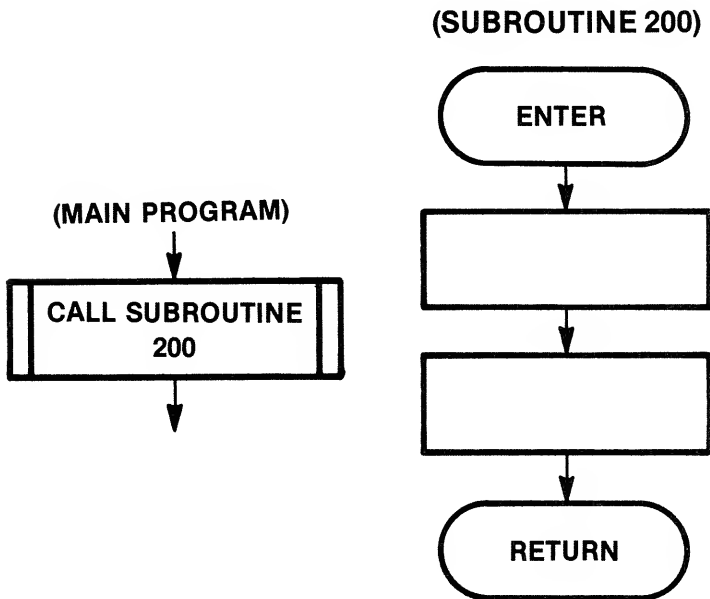 (MAIN PROGRAM)
CALL SUBROUTINE
200
(SUBROUTINE 200)
ENTER
RETURN